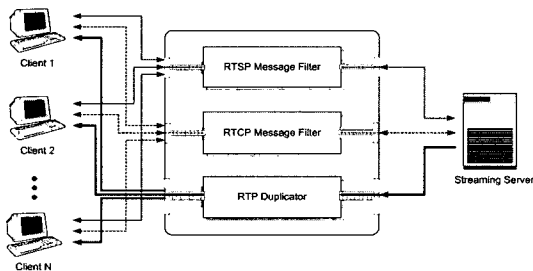 Client 1
RTSP Message Filter
Client 2
RTCP Message Filter
Streaming Server
RTP Duplicator
Client N